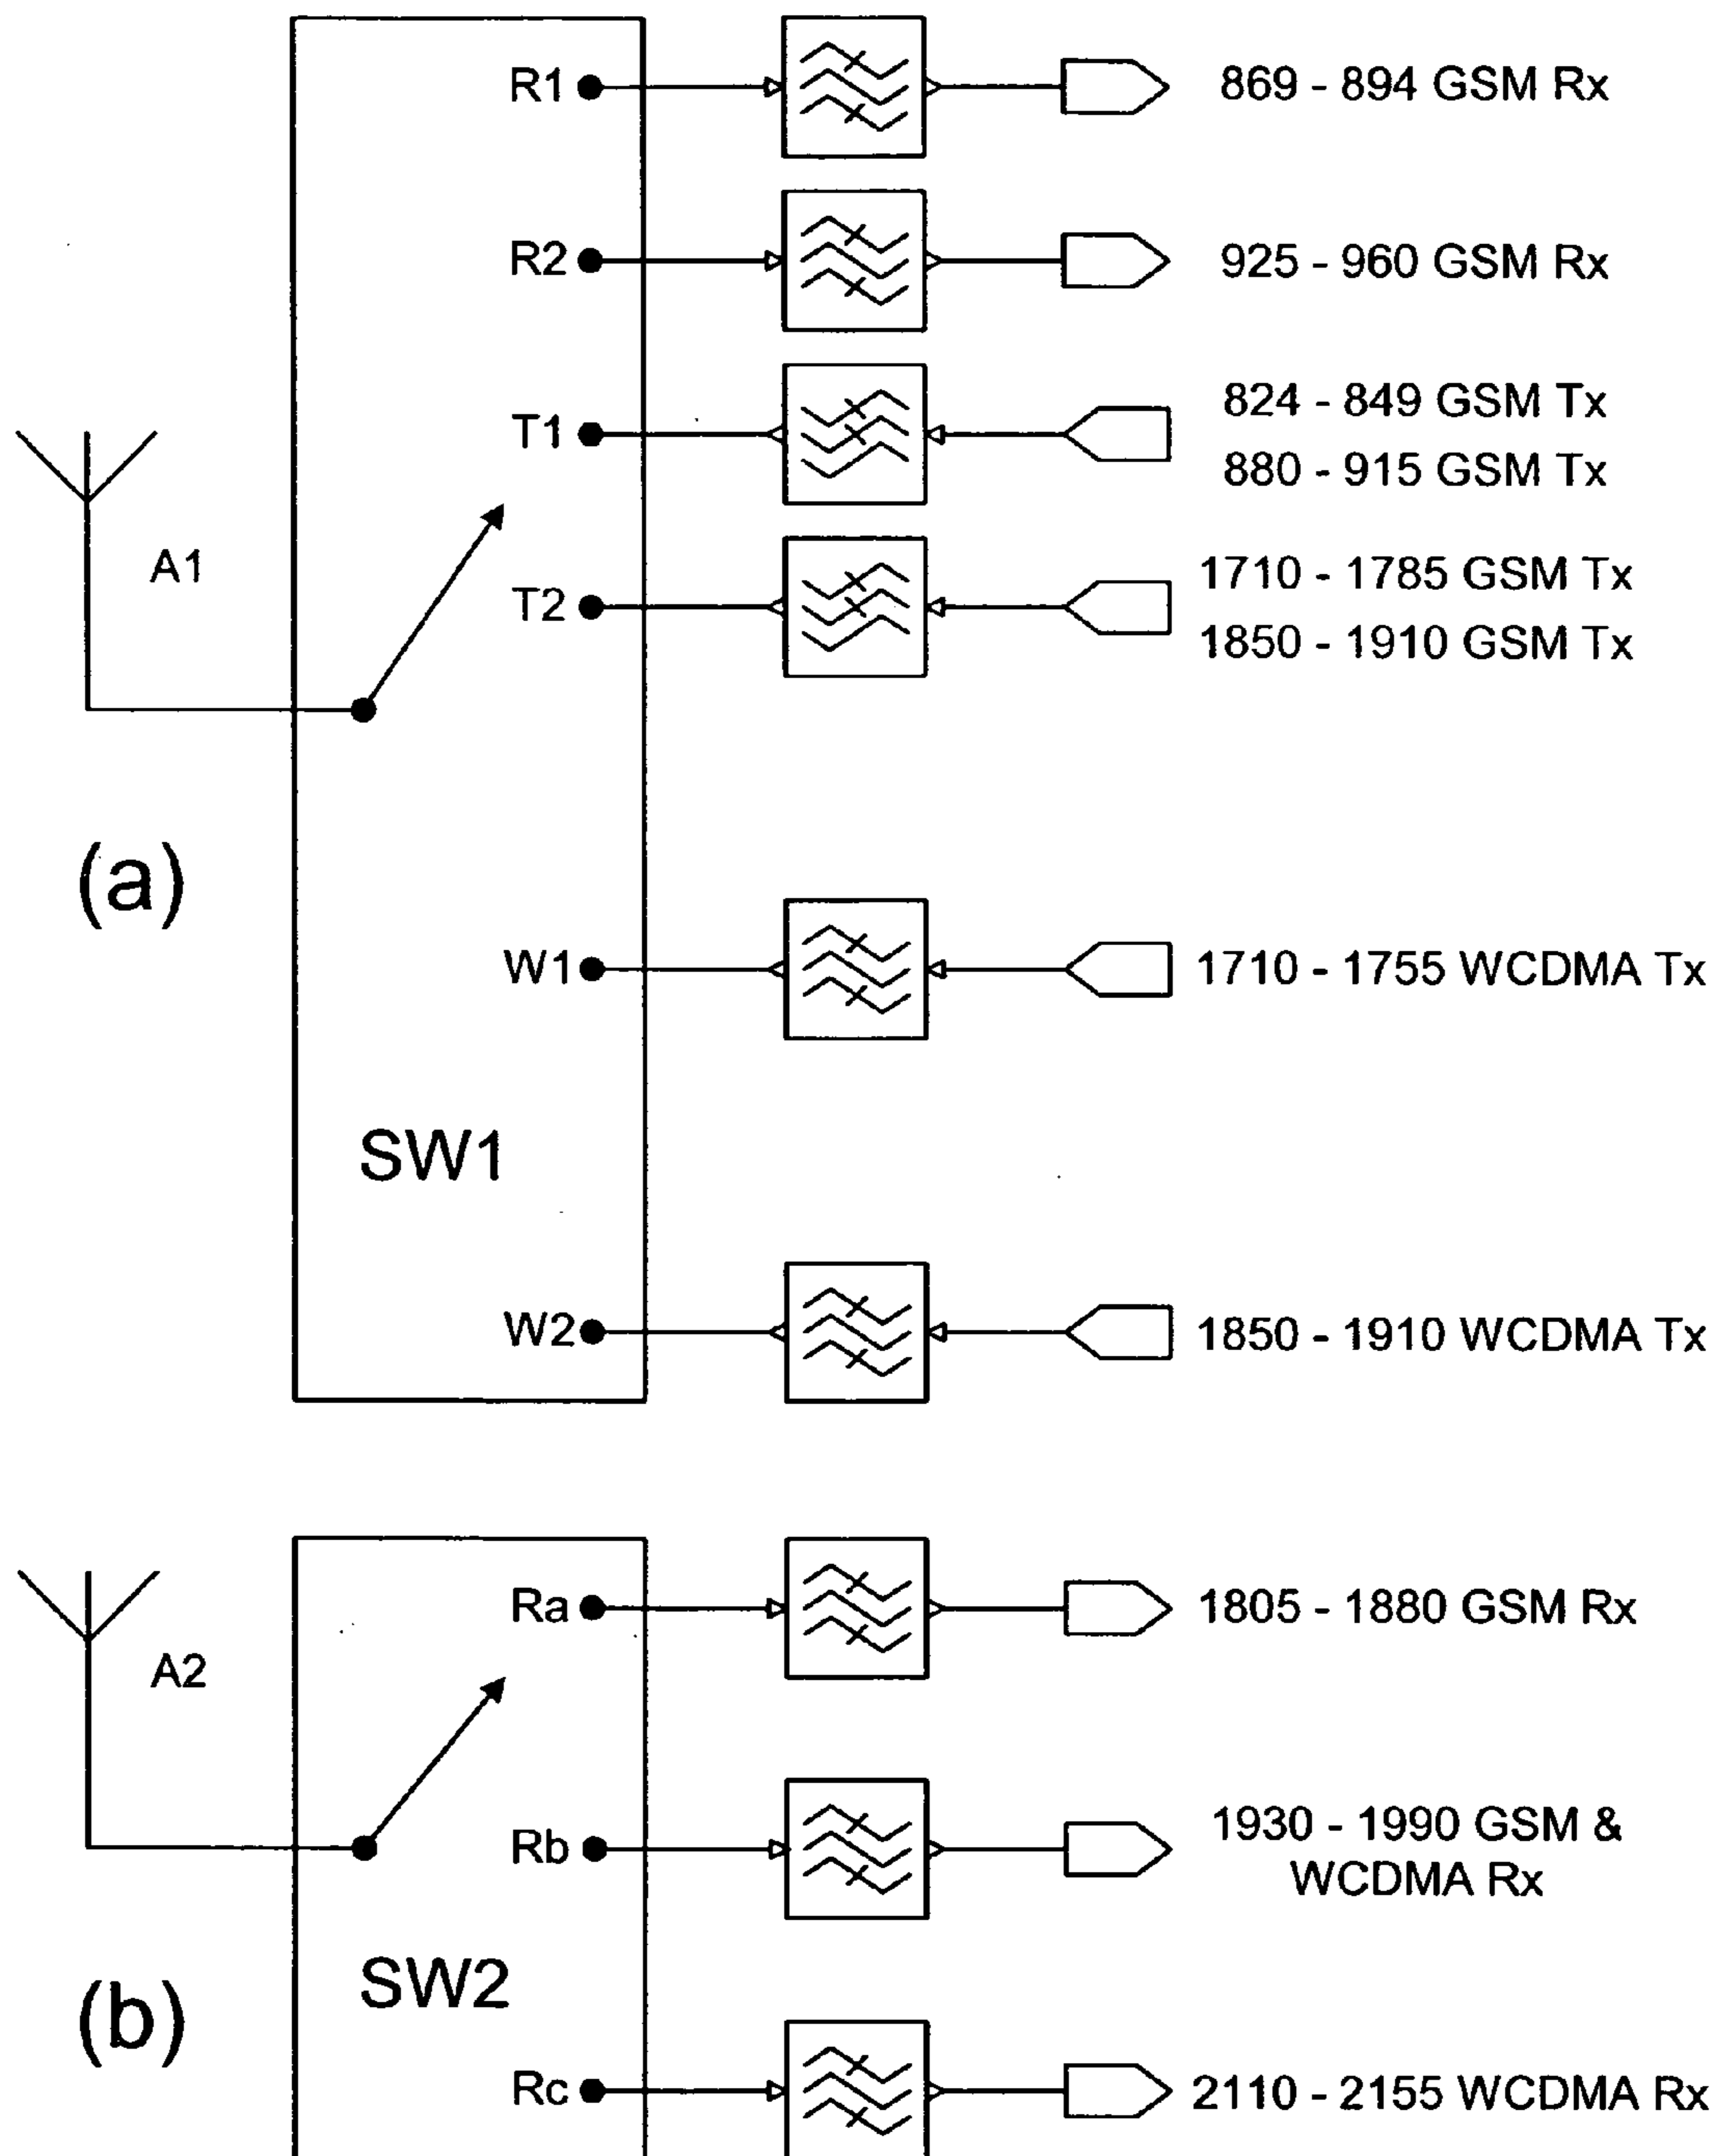 R1
869 - 894 GSM Rx
R2
925 - 960 GSM Rx
T1
824 - 849 GSM Tx
880 - 915 GSM Tx
A1
T2
1710 - 1785 GSM Tx
1850 - 1910 GSM Tx
(a)
W1
1710 - 1755 WCDMA Tx
SW1
W2
1850 - 1910 WCDMA Tx
Ra
1805 - 1880 GSM Rx
A2
Rb
1930 - 1990 GSM &
WCDMA Rx
SW2
(b)
Rc
2110 - 2155 WCDMA Rx